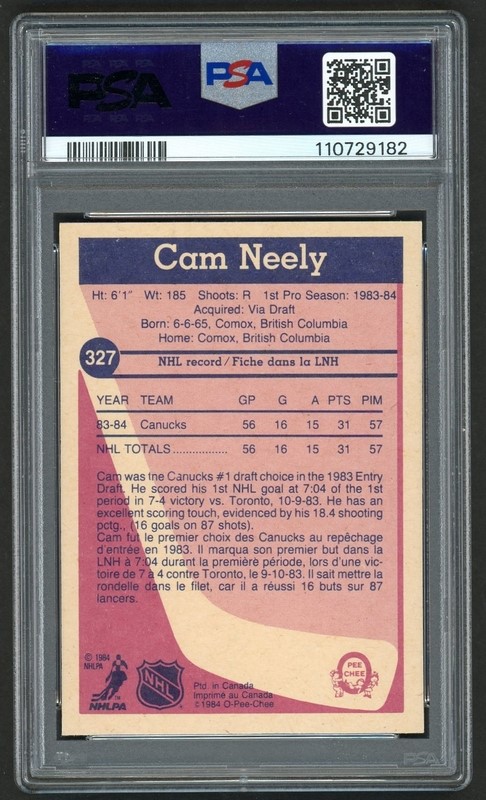 PSA
PSA
110729182
Cam Neely
Ht: 6'1" Wt: 185 Shoots: R 1st Pro Season: 1983-84
Acquired: Via Draft
Born: 6-6-65, Comox, British Columbia
Home: Comox, British Columbia
327
NHL record/Fiche dans la LNH
YEAR TEAM GP G A PTS PIM
83-84 Canucks 56 16 15 31 57
NHL TOTALS................. 56 16 15 31 57
Cam was the Canucks #1 draft choice in the 1983 Entry
Draft. He scored his 1st NHL goal at 7:04 of the 1st
period in 7-4 victory vs. Toronto, 10-9-83. He has an
excellent scoring touch, evidenced by his 18.4 shooting
pctg., (16 goals on 87 shots).
Cam fut le premier choix des Canucks au repêchage
d'entrée en 1983. Il marqua son premier but dans la
LNH à 7:04 durant la première période, lors d'une vic-
toire de 7 à 4 contre Toronto, le 9-10-83. Il sait mettre la
rondelle dans le filet, car il a réussi 16 buts sur 87
lancers.
© 1984
NHLPA
NHLPA
NHL
Ptd. in Canada
Imprimé au Canada
©1984 O-Pee-Chee
PEE
CHEE
PSA